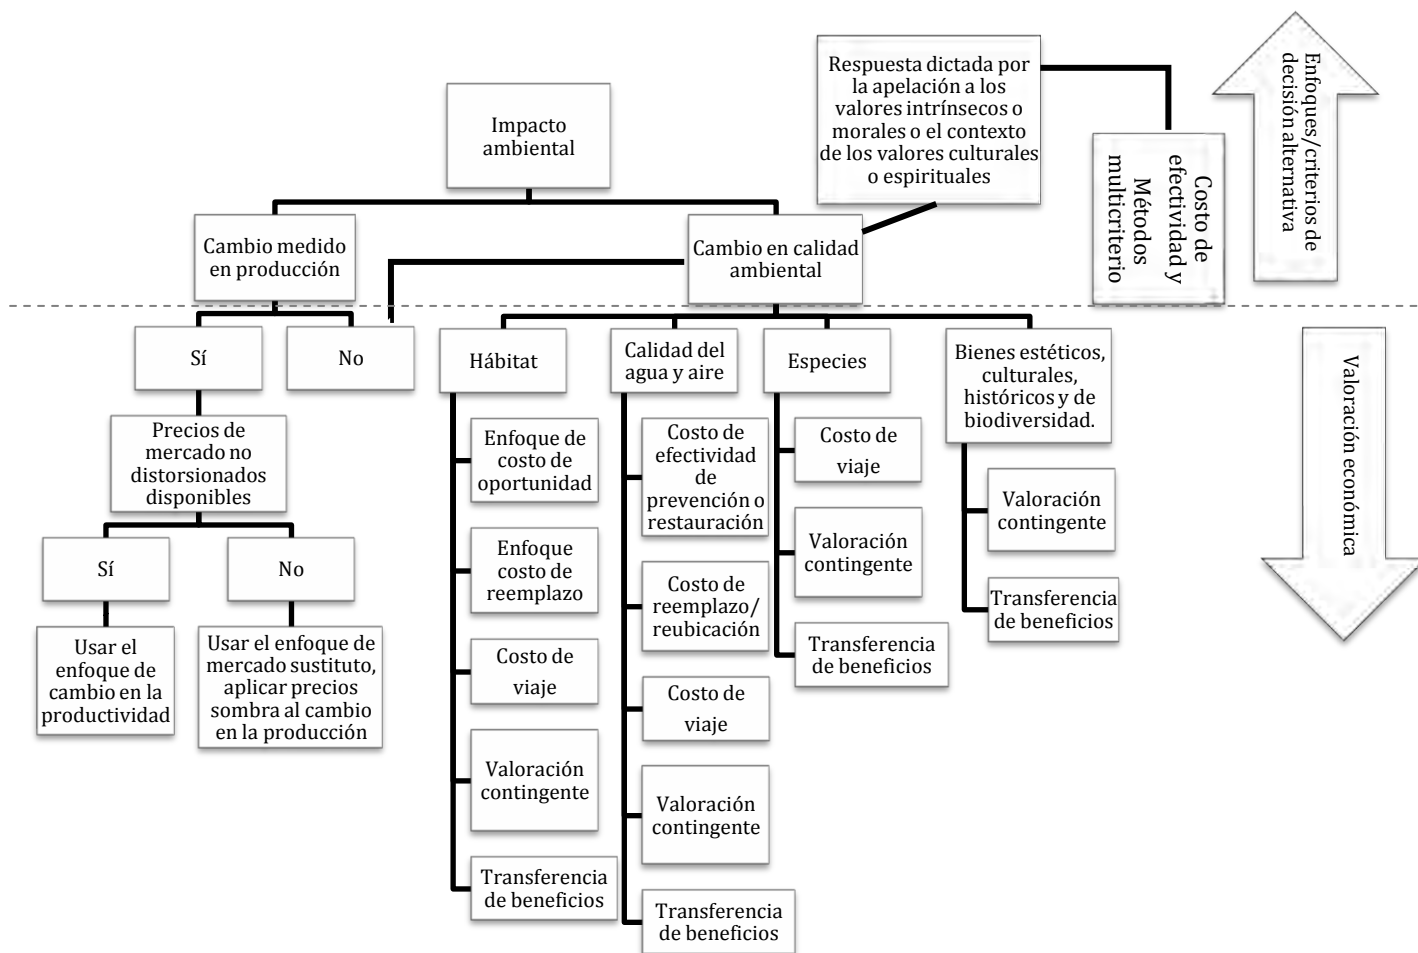 Impacto
ambiental
Respuesta dictada por
la apelación a los
valores intrínsecos o
morales o el contexto
de los valores culturales
o espirituales
Costo de
efectividad y
Métodos
multicriterio
Enfoques/criterios de
decisión alternativa
Cambio medido
en producción
Cambio en calidad
ambiental
Sí
No
Hábitat
Calidad del
agua y aire
Especies
Bienes estéticos,
culturales,
históricos y de
biodiversidad.
Valoración económica
Precios de
mercado no
distorsionados
disponibles
Sí
No
Usar el
enfoque de
cambio en la
productividad
Usar el enfoque de
mercado sustituto,
aplicar precios
sombra al cambio
en la producción
Enfoque de
costo de
oportunidad
Enfoque
costo de
reemplazo
Costo de
viaje
Valoración
contingente
Transferencia
de beneficios
Costo de
efectividad
de
prevención o
restauración
Costo de
reemplazo/
reubicación
Costo de
viaje
Valoración
contingente
Transferencia
de beneficios
Costo de
viaje
Valoración
contingente
Transferencia
de beneficios
Valoración
contingente
Transferencia
de beneficios